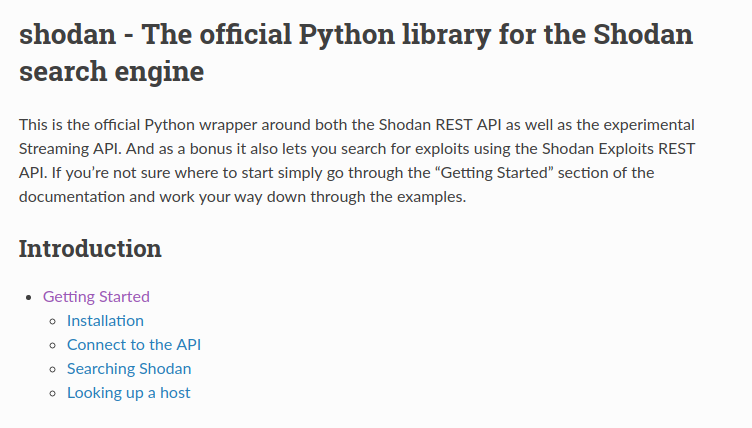 shodan - The official Python library for the Shodan
search engine
This is the official Python wrapper around both the Shodan REST API as well as the experimental
Streaming API. And as a bonus it also lets you search for exploits using the Shodan Exploits REST
API. If you’re not sure where to start simply go through the “Getting Started” section of the
documentation and work your way down through the examples.
Introduction
Getting Started
Installation
Connect to the API
Searching Shodan
Looking up a host